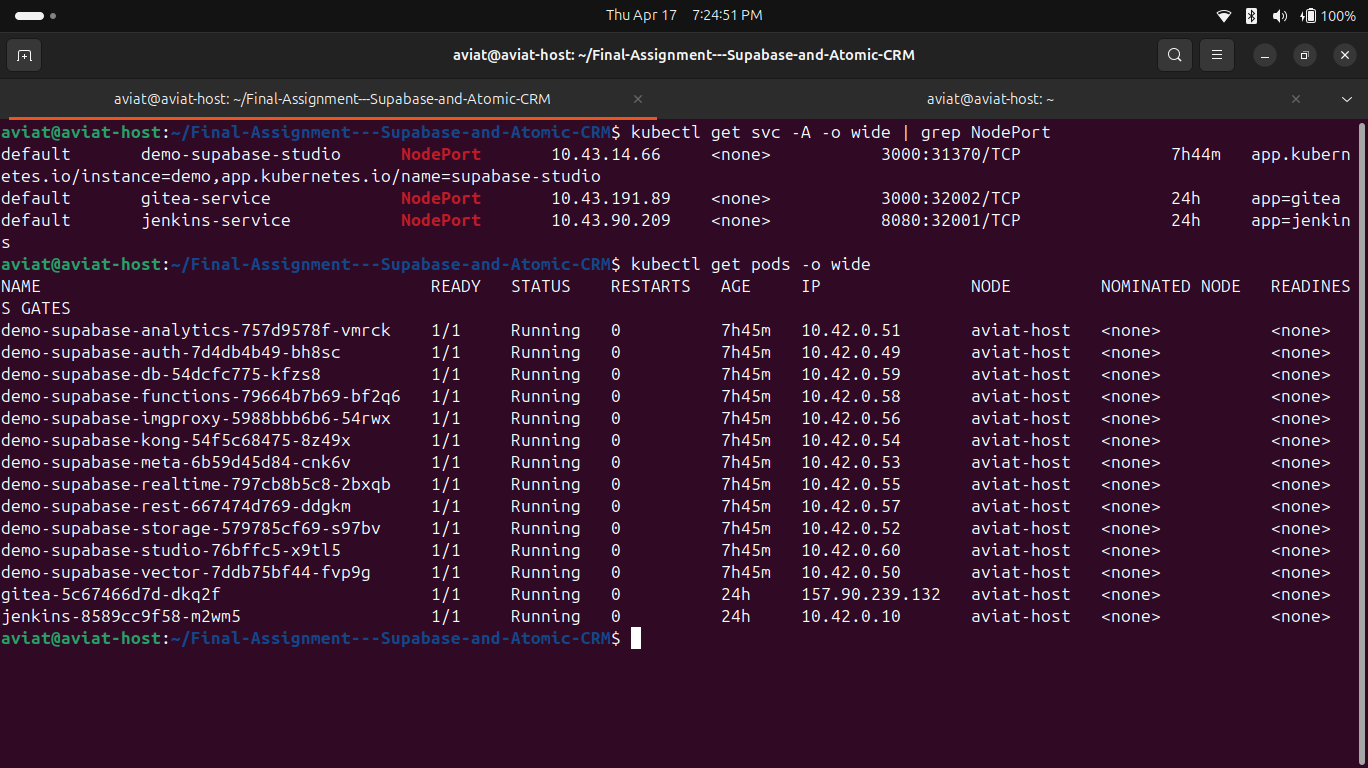 Thu Apr 17 7:24:51 PM
100%
aviat@aviat-host: ~/Final-Assignment---Supabase-and-Atomic-CRM
aviat@aviat-host: ~/Final-Assignment---Supabase-and-Atomic-CRM
aviat@aviat-host: ~
aviat@aviat-host:~/Final-Assignment---Supabase-and-Atomic-CRM$ kubectl get svc -A -o wide | grep NodePort
default demo-supabase-studio NodePort 10.43.14.66 <none> 3000:31370/TCP 7h44m app.kubern
etes.io/instance=demo,app.kubernetes.io/name=supabase-studio
default gitea-service NodePort 10.43.191.89 <none> 3000:32002/TCP 24h app=gitea
default jenkins-service NodePort 10.43.90.209 <none> 8080:32001/TCP 24h app=jenkin
s
aviat@aviat-host:~/Final-Assignment---Supabase-and-Atomic-CRM$ kubectl get pods -o wide
NAME READY STATUS RESTARTS AGE IP NODE NOMINATED NODE READINES
S GATES
demo-supabase-analytics-757d9578f-vmrck 1/1 Running 0 7h45m 10.42.0.51 aviat-host <none> <none>
demo-supabase-auth-7d4db4b49-bh8sc 1/1 Running 0 7h45m 10.42.0.49 aviat-host <none> <none>
demo-supabase-db-54dcfc775-kfzs8 1/1 Running 0 7h45m 10.42.0.59 aviat-host <none> <none>
demo-supabase-functions-79664b7b69-bf2q6 1/1 Running 0 7h45m 10.42.0.58 aviat-host <none> <none>
demo-supabase-imgproxy-5988bbb6b6-54rwx 1/1 Running 0 7h45m 10.42.0.56 aviat-host <none> <none>
demo-supabase-kong-54f5c68475-8z49x 1/1 Running 0 7h45m 10.42.0.54 aviat-host <none> <none>
demo-supabase-meta-6b59d45d84-cnk6v 1/1 Running 0 7h45m 10.42.0.53 aviat-host <none> <none>
demo-supabase-realtime-797cb8b5c8-2bxqb 1/1 Running 0 7h45m 10.42.0.55 aviat-host <none> <none>
demo-supabase-rest-667474d769-ddgkm 1/1 Running 0 7h45m 10.42.0.57 aviat-host <none> <none>
demo-supabase-storage-579785cf69-s97bv 1/1 Running 0 7h45m 10.42.0.52 aviat-host <none> <none>
demo-supabase-studio-76bffc5-x9tl5 1/1 Running 0 7h45m 10.42.0.60 aviat-host <none> <none>
demo-supabase-vector-7ddb75bf44-fvp9g 1/1 Running 0 7h45m 10.42.0.50 aviat-host <none> <none>
gitea-5c67466d7d-dkq2f 1/1 Running 0 24h 157.90.239.132 aviat-host <none> <none>
jenkins-8589cc9f58-m2wm5 1/1 Running 0 24h 10.42.0.10 aviat-host <none> <none>
aviat@aviat-host:~/Final-Assignment---Supabase-and-Atomic-CRM$